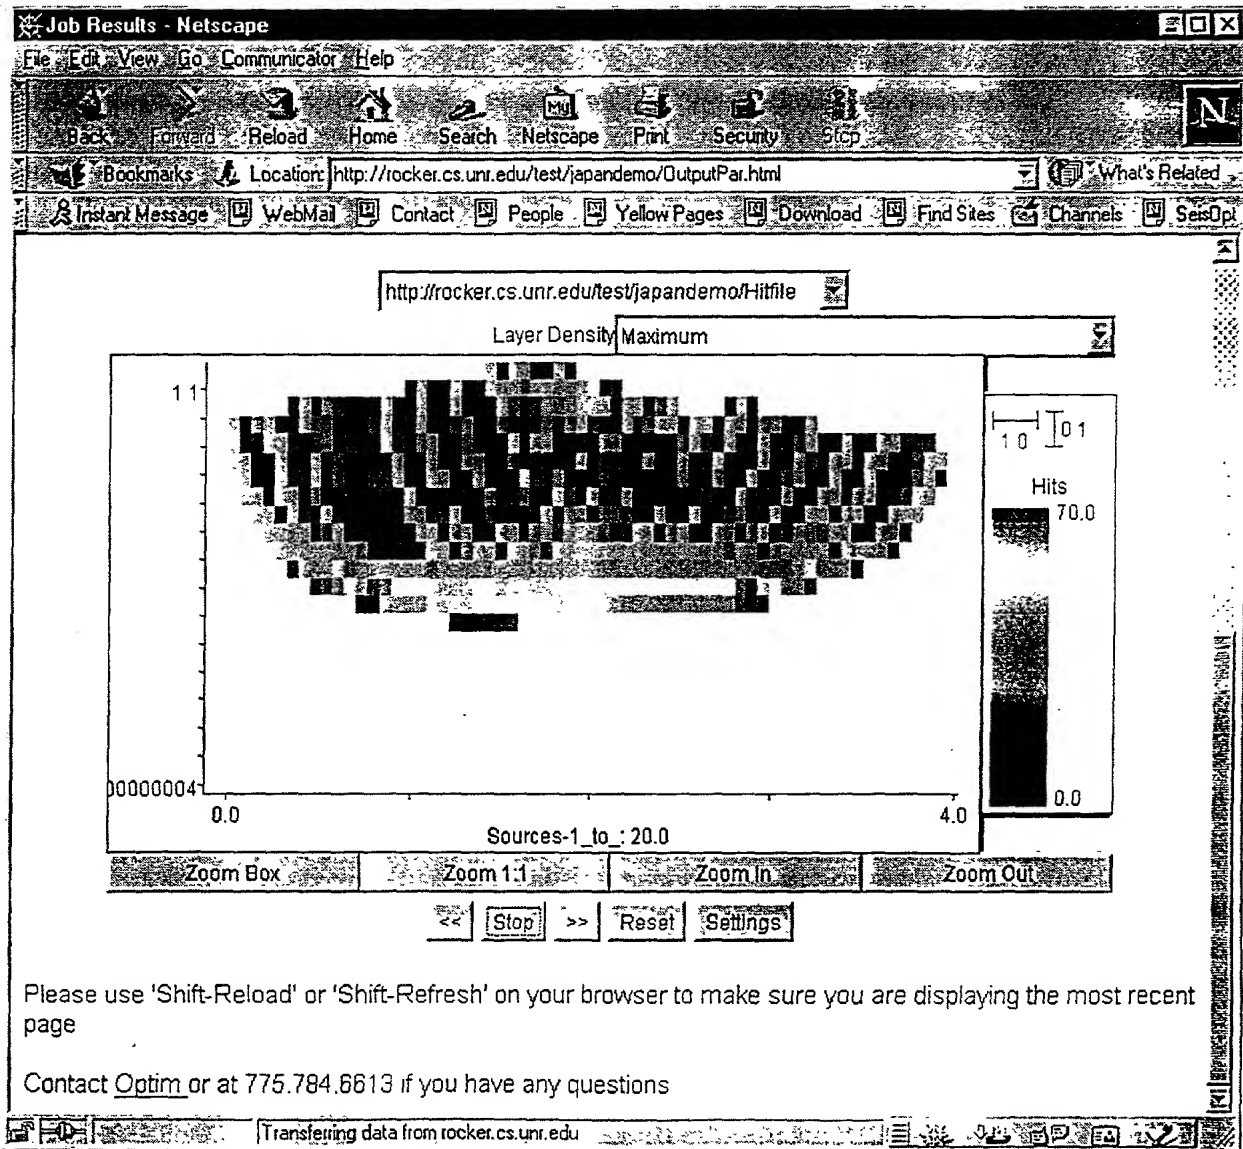 Job Results - Netscape
File Edit View Go Communicator Help
Back Forward Reload Home Search Netscape Print Security Stop
My
N
Bookmarks Location: http://rocker.cs.unr.edu/test/japandemo/OutputPar.html What's Related
Instant Message WebMail Contact People Yellow Pages Download Find Sites Channels SeisOpt
http://rocker.cs.unr.edu/test/japandemo/Hitfile
Layer Density Maximum
1 1
1 0 0 1
Hits
70.0
00000004
0.0
0.0 4.0
Sources-1_to_: 20.0
Zoom Box Zoom 1:1 Zoom In Zoom Out
<< Stop >> Reset Settings
Please use 'Shift-Reload' or 'Shift-Refresh' on your browser to make sure you are displaying the most recent
page
Contact Optim or at 775.784.6613 if you have any questions
Transferring data from rocker.cs.unr.edu